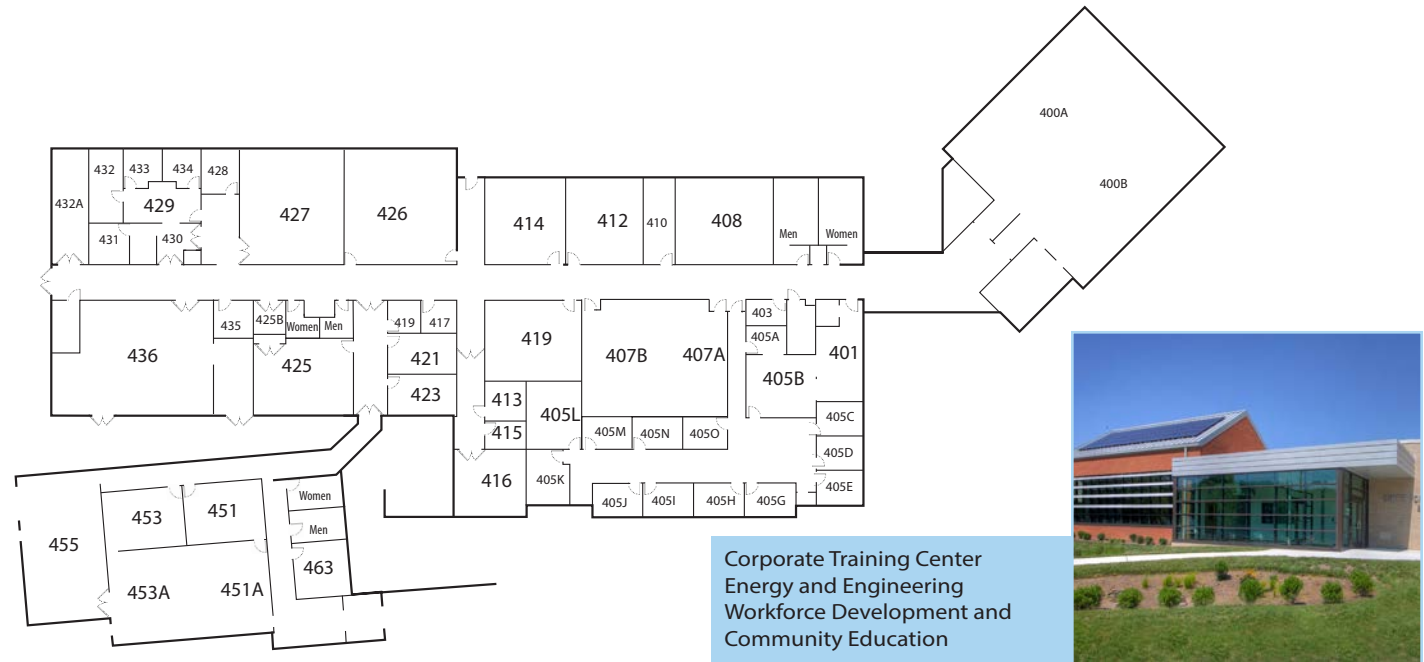 400A
400B
432
433
434
428
432A
429
427
426
414
412
410
408
431
430
Men
Women
436
435
425B
Women
Men
419
417
425
421
423
419
407B
407A
403
405A
401
405B
413
405L
415
405M
405N
405O
405C
405D
405E
416
405K
405J
405I
405H
405G
455
453
451
Women
Men
463
453A
451A
Corporate Training Center
Energy and Engineering
Workforce Development and
Community Education